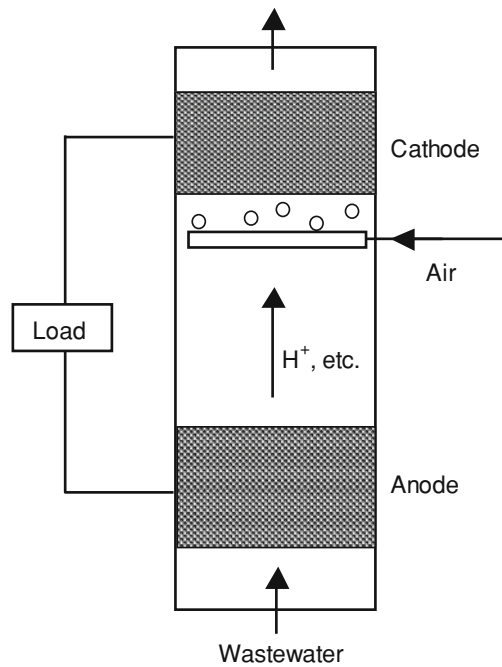 Cathode
Air
Load
H⁺, etc.
Anode
Wastewater